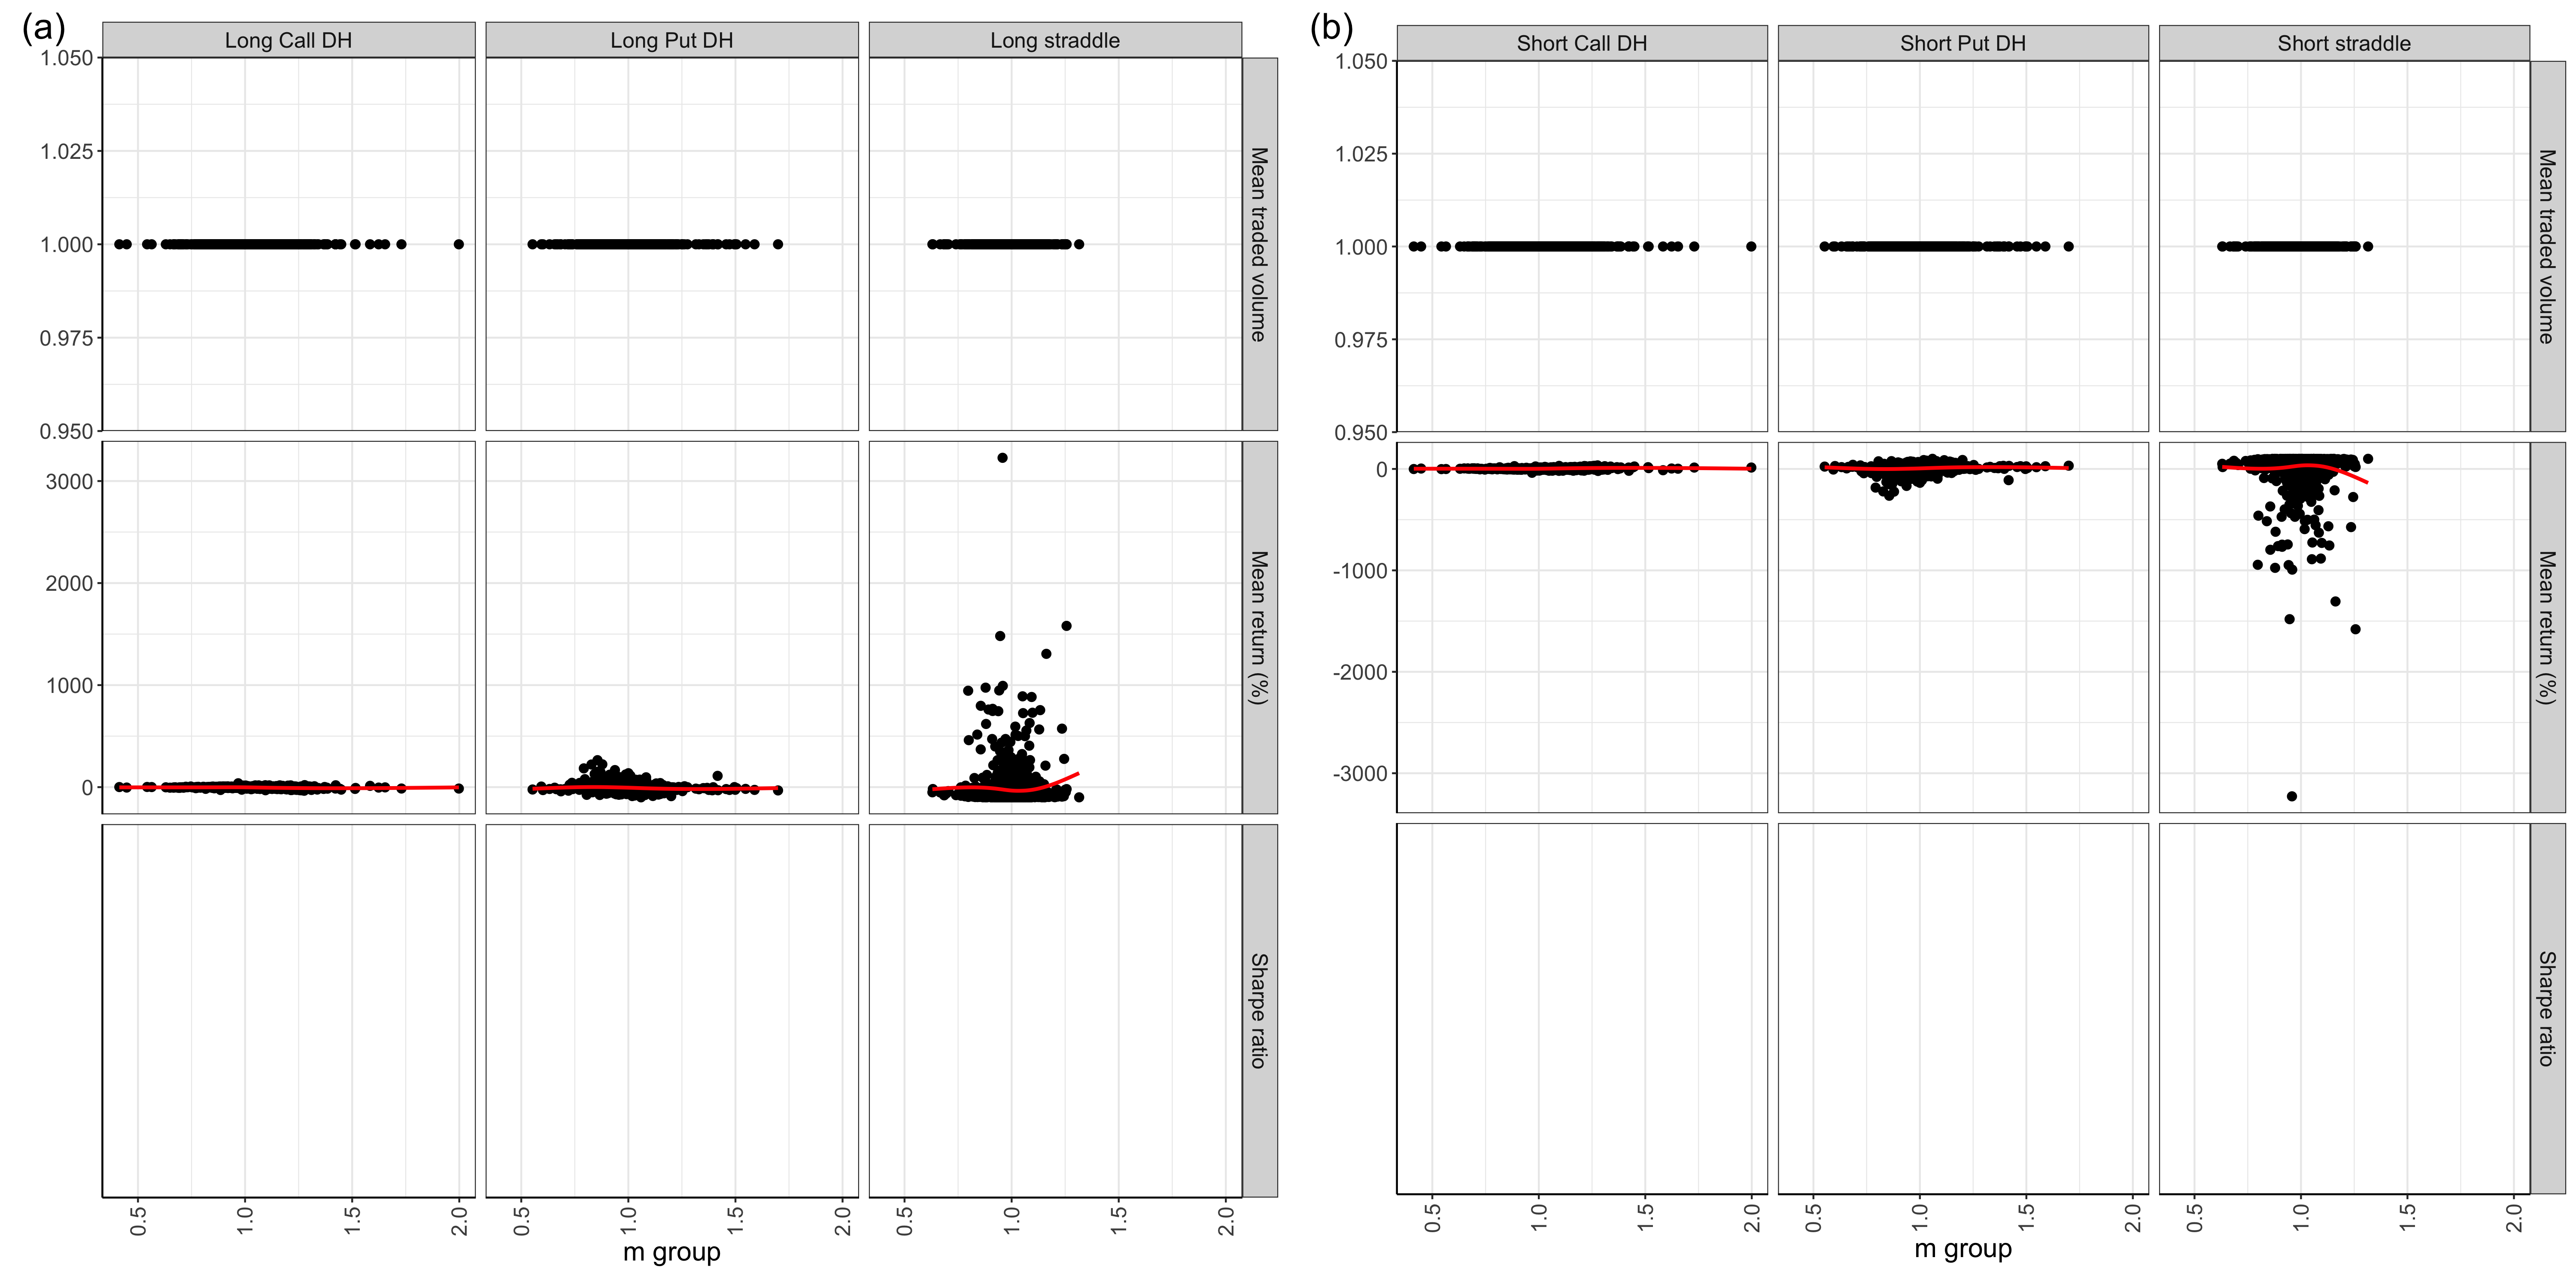 (a)
Long Call DH
Long Put DH
Long straddle
1.050
1.025
1.000
0.975
0.950
Mean traded volume
3000
2000
1000
0
Mean return (%)
Sharpe ratio
0.5 1.0 1.5 2.0
0.5 1.0 1.5 2.0
0.5 1.0 1.5 2.0
m group
(b)
Short Call DH
Short Put DH
Short straddle
1.050
1.025
1.000
0.975
0.950
Mean traded volume
0
-1000
-2000
-3000
Mean return (%)
Sharpe ratio
0.5 1.0 1.5 2.0
0.5 1.0 1.5 2.0
0.5 1.0 1.5 2.0
m group